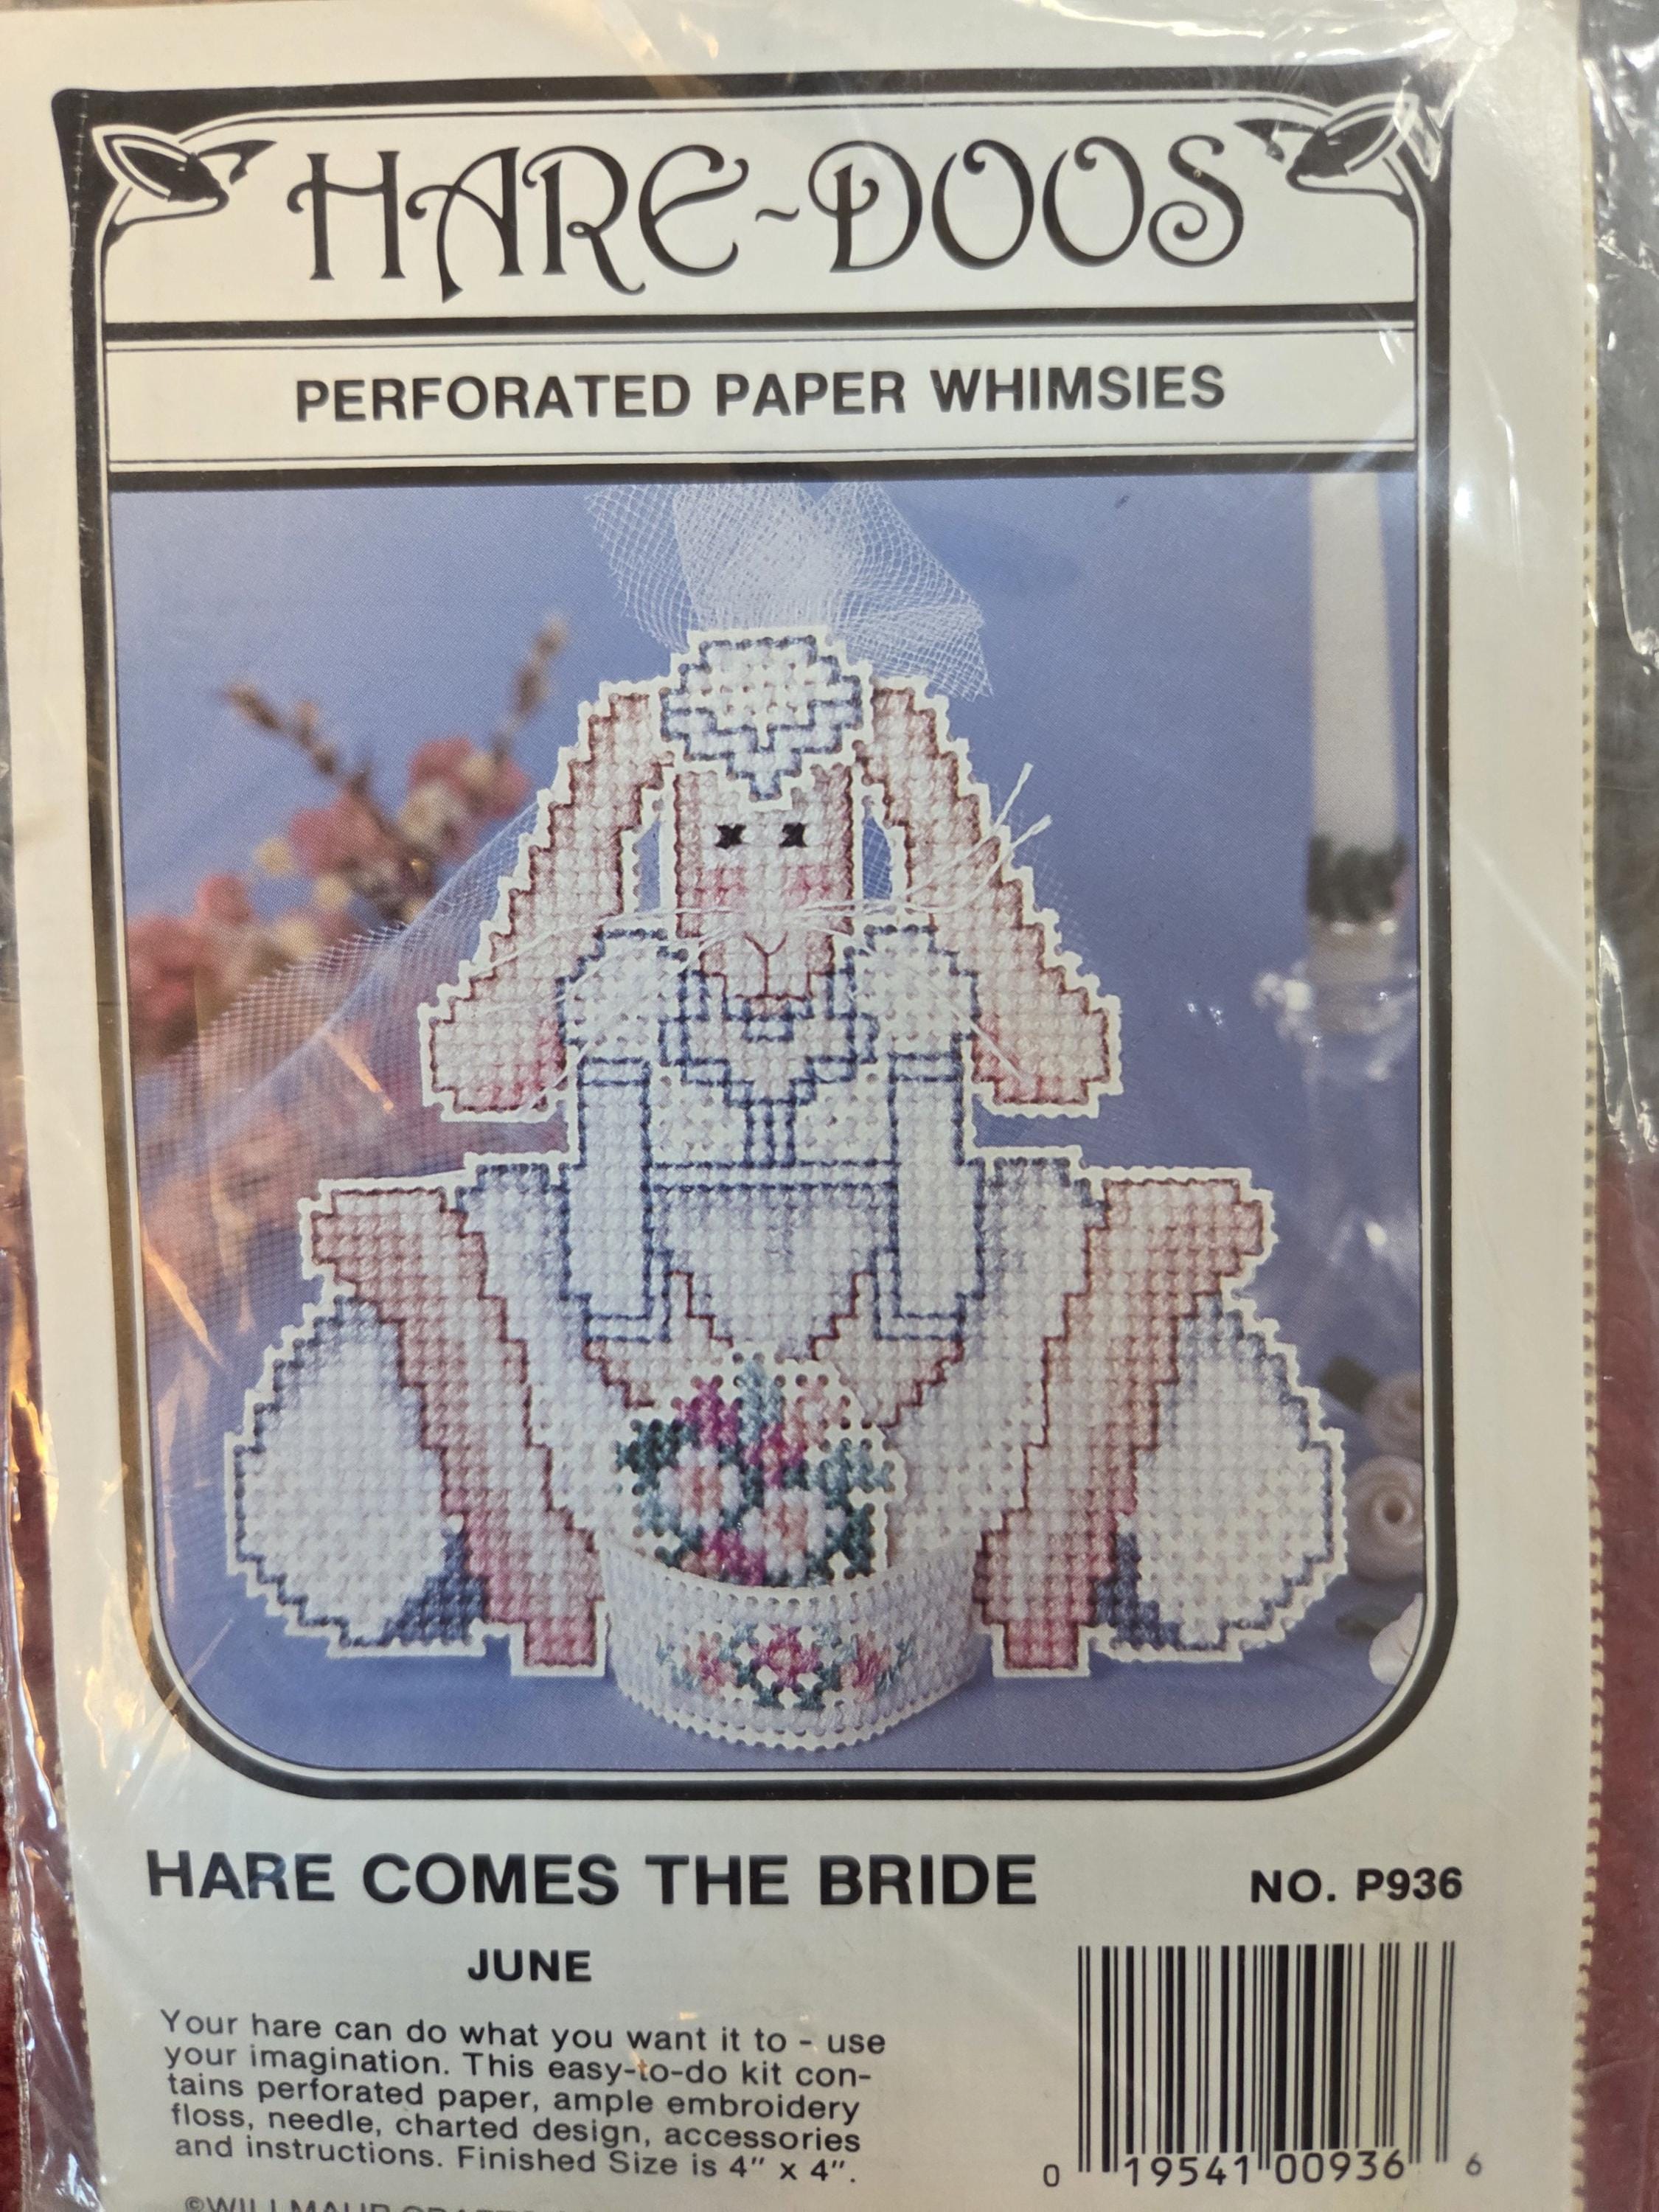 HARE-DOOS
PERFORATED PAPER WHIMSIES
HARE COMES THE BRIDE
NO. P936
JUNE
Your hare can do what you want it to - use
your imagination. This easy-to-do kit con-
tains perforated paper, ample embroidery
floss, needle, charted design, accessories
and instructions. Finished Size is 4" x 4".
0 19541 00936 6